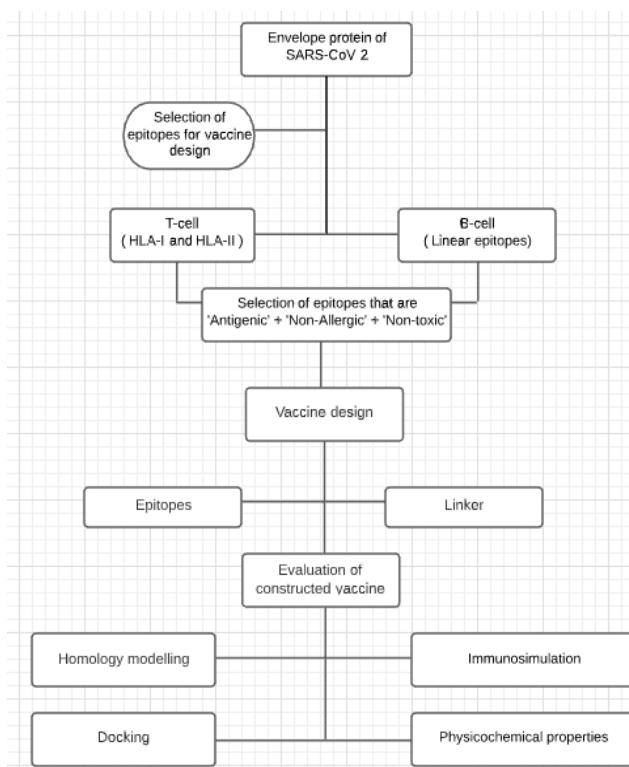 Envelope protein of
SARS-CoV 2
Selection of
epitopes for vaccine
design
T-cell
( HLA-I and HLA-II )
B-cell
( Linear epitopes)
Selection of epitopes that are
'Antigenic' + 'Non-Allergic' + 'Non-toxic'
Vaccine design
Epitopes
Linker
Evaluation of
constructed vaccine
Homology modelling
Immunosimulation
Docking
Physicochemical properties